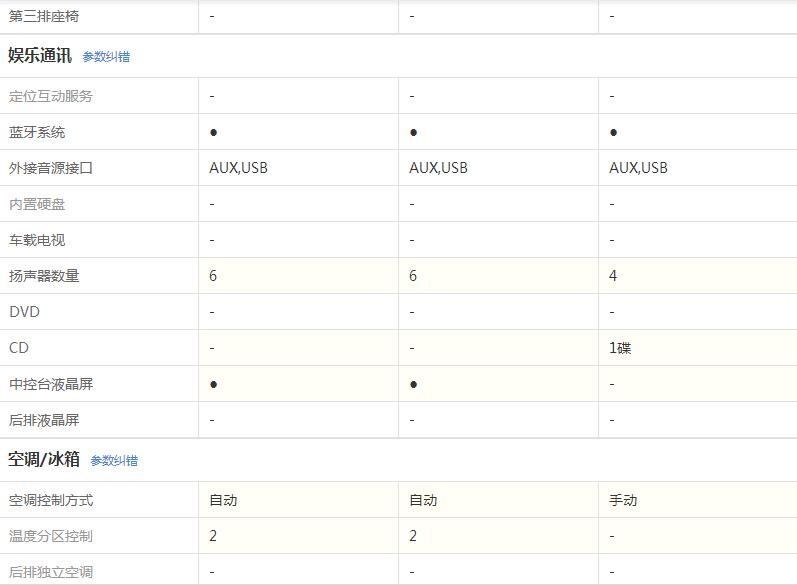 第三排座椅 - - -
娱乐通讯 参数纠错
定位互动服务 - - -
蓝牙系统 ● ● ●
外接音源接口 AUX,USB AUX,USB AUX,USB
内置硬盘 - - -
车载电视 - - -
扬声器数量 6 6 4
DVD - - -
CD - - 1碟
中控台液晶屏 ● ● -
后排液晶屏 - - -
空调/冰箱 参数纠错
空调控制方式 自动 自动 手动
温度分区控制 2 2 -
后排独立空调 - - -